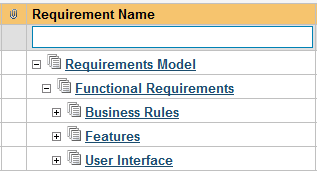 Requirement Name
Requirements Model
Functional Requirements
Business Rules
Features
User Interface